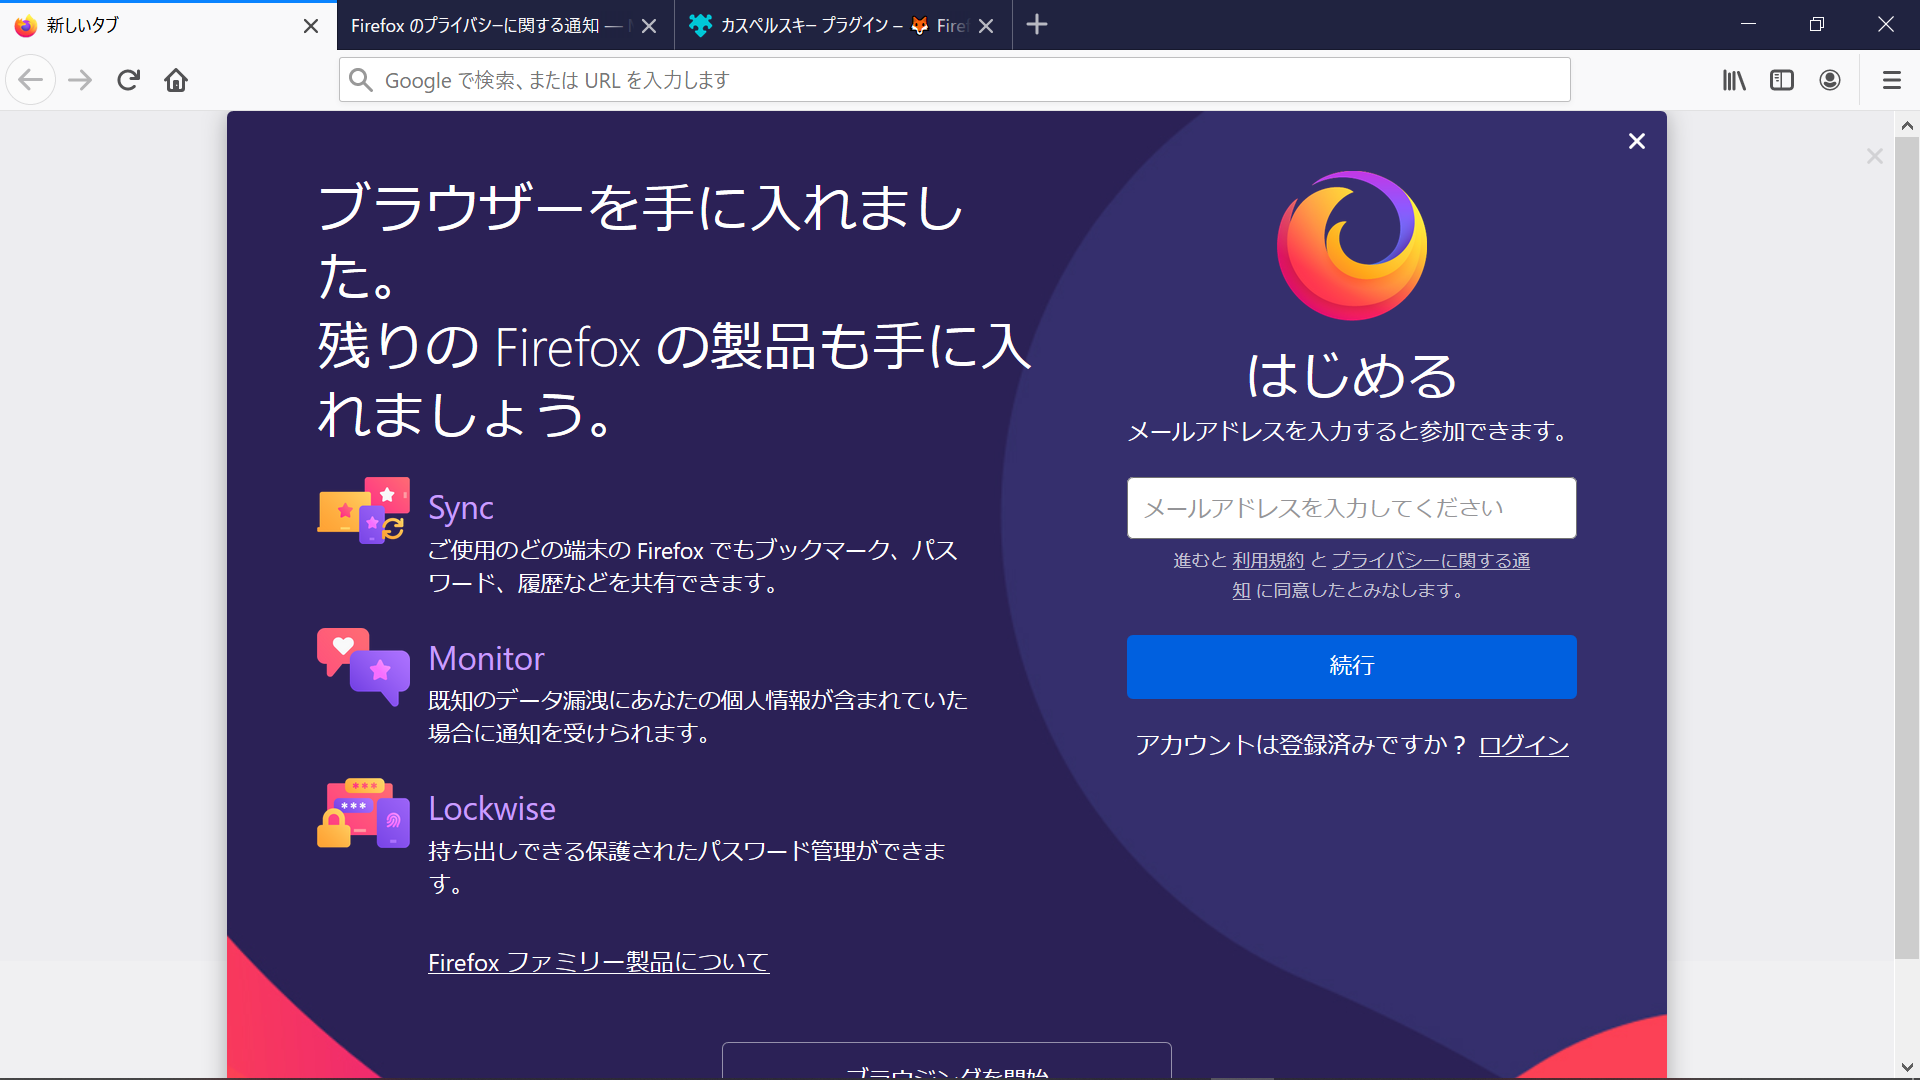 新しいタブ
Firefox のプライバシーに関する通知 —
カスペルスキー プラグイン – 🦊 Firef
Google で検索、または URL を入力します
ブラウザーを手に入れまし
た。
残りの Firefox の製品も手に入
れましょう。
Sync
ご使用のどの端末の Firefox でもブックマーク、パス
ワード、履歴などを共有できます。
Monitor
既知のデータ漏洩にあなたの個人情報が含まれていた
場合に通知を受けられます。
Lockwise
持ち出しできる保護されたパスワード管理ができま
す。
Firefox ファミリー製品について
はじめる
メールアドレスを入力すると参加できます。
メールアドレスを入力してください
進むと 利用規約 と プライバシーに関する通
知 に同意したとみなします。
続行
アカウントは登録済みですか？ ログイン
ブラウジングを開始